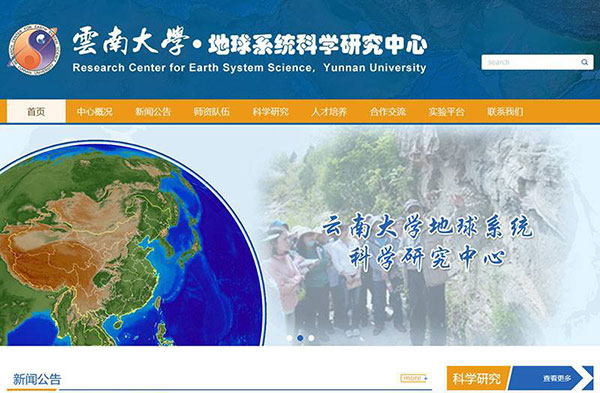 雲南大學·地球系统科学研究中心
Research Center for Earth System Science, Yunnan University
search
首页 中心概况 新闻公告 师资队伍 科学研究 人才培养 合作交流 实验平台 联系我们
云南大学地球系统
科学研究中心
新闻公告 more + 科学研究 查看更多